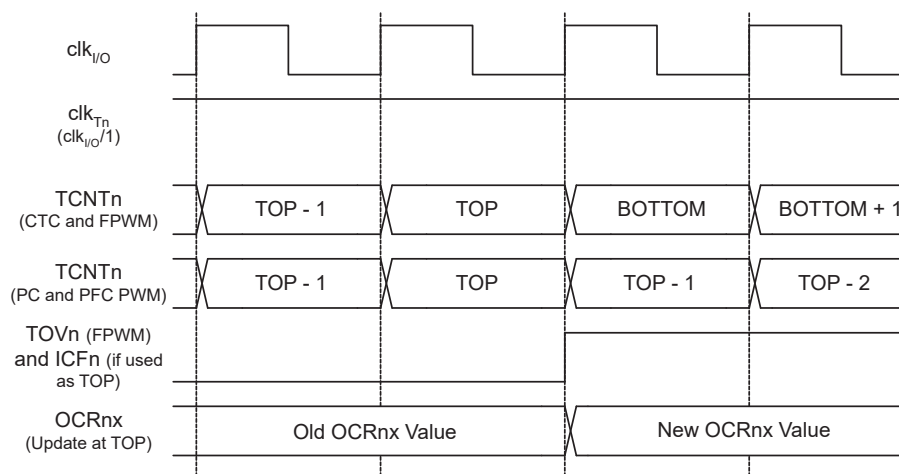 clkI/O
clkTn
(clkI/O/1)
TCNTn
(CTC and FPWM)
TOP - 1 TOP BOTTOM BOTTOM + 1
TCNTn
(PC and PFC PWM)
TOP - 1 TOP TOP - 1 TOP - 2
TOVn (FPWM)
and ICFn (if used
as TOP)
OCRnx
(Update at TOP)
Old OCRnx Value New OCRnx Value